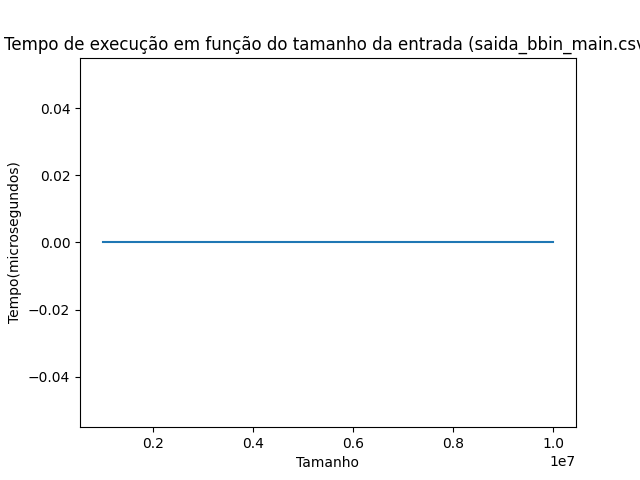 Tempo de execução em função do tamanho da entrada (saida_bbin_main.csv
0.04
0.02
0.00
−0.02
−0.04
Tempo(microsegundos)
0.2 0.4 0.6 0.8 1.0
1e7
Tamanho